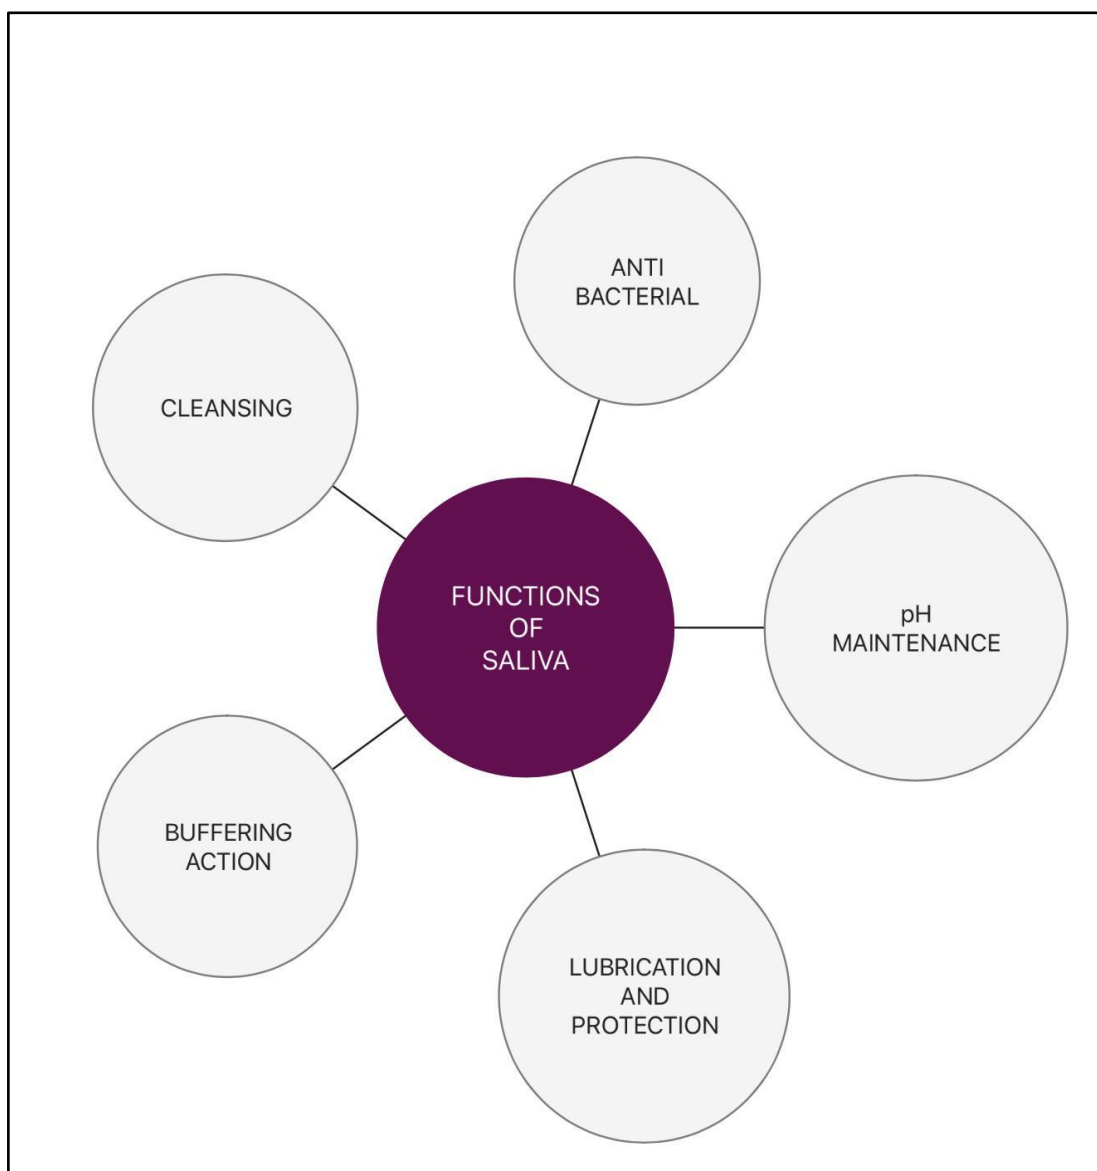 ANTI
BACTERIAL
CLEANSING
FUNCTIONS
OF
SALIVA
pH
MAINTENANCE
BUFFERING
ACTION
LUBRICATION
AND
PROTECTION